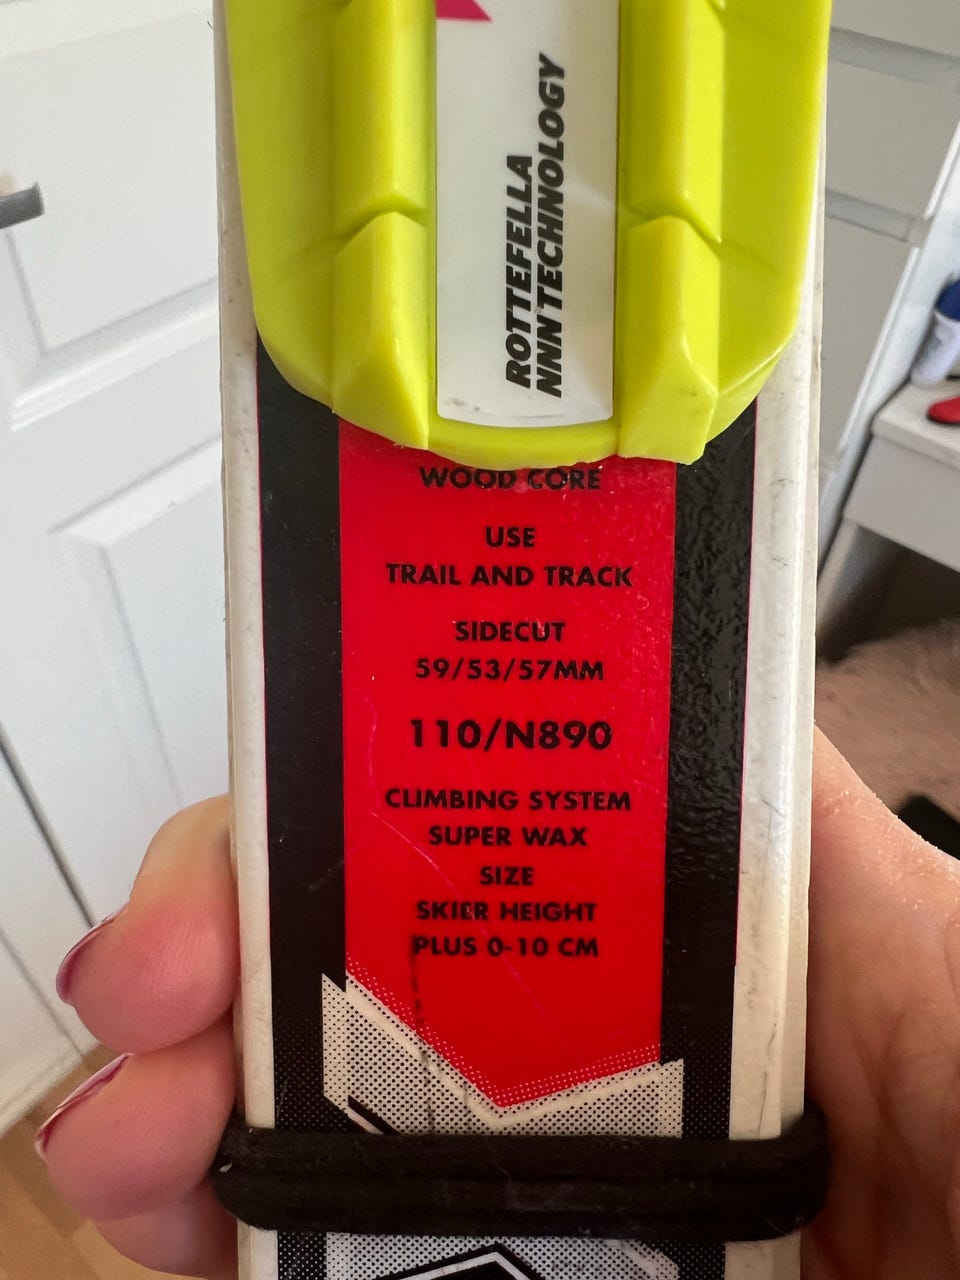 ROTTEFELLA
NNN TECHNOLOGY
WOOD CORE
USE
TRAIL AND TRACK
SIDECUT
59/53/57MM
110/N890
CLIMBING SYSTEM
SUPER WAX
SIZE
SKIER HEIGHT
PLUS 0-10 CM